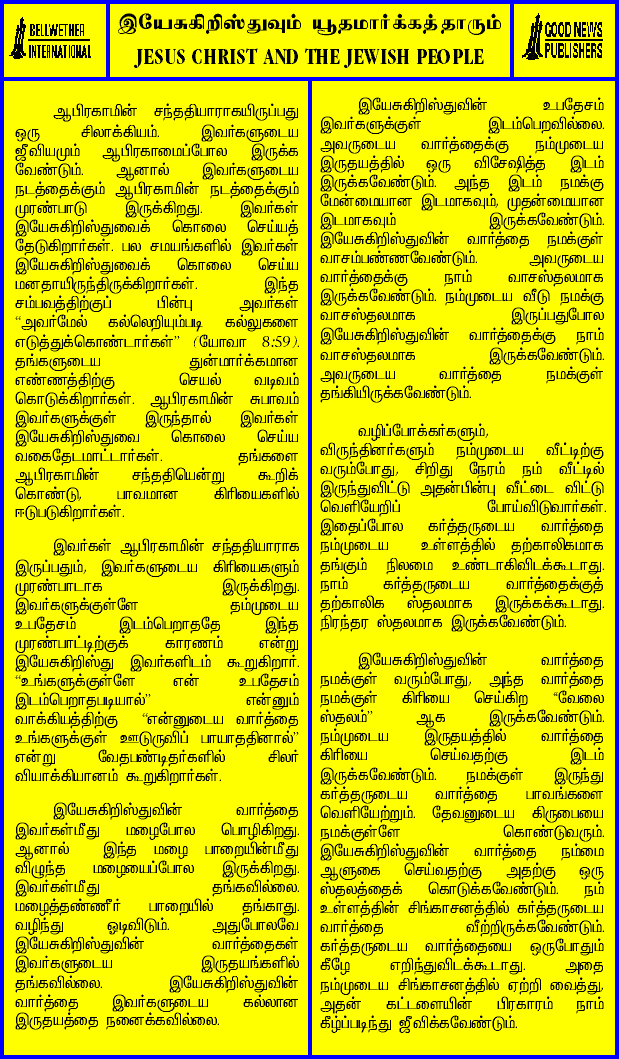 BELLWETHER
INTERNATIONAL
இயேசுகிறிஸ்துவும் யூதமார்க்கத்தாரும்
JESUS CHRIST AND THE JEWISH PEOPLE
GOOD NEWS
PUBLISHERS
ஆபிரகாமின் சந்ததியாராகயிருப்பது
ஒரு சிலாக்கியம். இவர்களுடைய
ஜீவியமும் ஆபிரகாமைப்போல இருக்க
வேண்டும். ஆனால் இவர்களுடைய
நடத்தைக்கும் ஆபிரகாமின் நடத்தைக்கும்
முரண்பாடு இருக்கிறது. இவர்கள்
இயேசுகிறிஸ்துவைக் கொலை செய்யத்
தேடுகிறார்கள். பல சமயங்களில் இவர்கள்
இயேசுகிறிஸ்துவைக் கொலை செய்ய
மனதாயிருந்திருக்கிறார்கள். இந்த
சம்பவத்திற்குப் பின்பு அவர்கள்
“அவர்மேல் கல்லெறியும்படி கல்லுகளை
எடுத்துக்கொண்டார்கள்” (யோவா 8:59).
தங்களுடைய துன்மார்க்கமான
எண்ணத்திற்கு செயல் வடிவம்
கொடுக்கிறார்கள். ஆபிரகாமின் சுபாவம்
இவர்களுக்குள் இருந்தால் இவர்கள்
இயேசுகிறிஸ்துவை கொலை செய்ய
வகைதேடமாட்டார்கள். தங்களை
ஆபிரகாமின் சந்ததியென்று கூறிக்
கொண்டு, பாவமான கிரியைகளில்
ஈடுபடுகிறார்கள்.
இவர்கள் ஆபிரகாமின் சந்ததியாராக
இருப்பதும், இவர்களுடைய கிரியைகளும்
முரண்பாடாக இருக்கிறது.
இவர்களுக்குள்ளே தம்முடைய
உபதேசம் இடம்பெறாததே இந்த
முரண்பாட்டிற்குக் காரணம் என்று
இயேசுகிறிஸ்து இவர்களிடம் கூறுகிறார்.
“உங்களுக்குள்ளே என் உபதேசம்
இடம்பெறாதபடியால்” என்னும்
வாக்கியத்திற்கு “என்னுடைய வார்த்தை
உங்களுக்குள் ஊடுருவிப் பாயாததினால்”
என்று வேதபண்டிதர்களில் சிலர்
வியாக்கியானம் கூறுகிறார்கள்.
இயேசுகிறிஸ்துவின் வார்த்தை
இவர்கள்மீது மழைபோல பொழிகிறது.
ஆனால் இந்த மழை பாறையின்மீது
விழுந்த மழையைப்போல இருக்கிறது.
இவர்கள்மீது தங்கவில்லை.
மழைத்தண்ணீர் பாறையில் தங்காது.
வழிந்து ஓடிவிடும். அதுபோலவே
இயேசுகிறிஸ்துவின் வார்த்தைகள்
இவர்களுடைய இருதயங்களில்
தங்கவில்லை. இயேசுகிறிஸ்துவின்
வார்த்தை இவர்களுடைய கல்லான
இருதயத்தை நனைக்கவில்லை.
இயேசுகிறிஸ்துவின் உபதேசம்
இவர்களுக்குள் இடம்பெறவில்லை.
அவருடைய வார்த்தைக்கு நம்முடைய
இருதயத்தில் ஒரு விசேஷித்த இடம்
இருக்கவேண்டும். அந்த இடம் நமக்கு
மேன்மையான இடமாகவும், முதன்மையான
இடமாகவும் இருக்கவேண்டும்.
இயேசுகிறிஸ்துவின் வார்த்தை நமக்குள்
வாசம்பண்ணவேண்டும். அவருடைய
வார்த்தைக்கு நாம் வாசஸ்தலமாக
இருக்கவேண்டும். நம்முடைய வீடு நமக்கு
வாசஸ்தலமாக இருப்பதுபோல
இயேசுகிறிஸ்துவின் வார்த்தைக்கு நாம்
வாசஸ்தலமாக இருக்கவேண்டும்.
அவருடைய வார்த்தை நமக்குள்
தங்கியிருக்கவேண்டும்.
வழிப்போக்கர்களும்,
விருந்தினர்களும் நம்முடைய வீட்டிற்கு
வரும்போது, சிறிது நேரம் நம் வீட்டில்
இருந்துவிட்டு அதன்பின்பு வீட்டை விட்டு
வெளியேறிப் போய்விடுவார்கள்.
இதைப்போல கர்த்தருடைய வார்த்தை
நம்முடைய உள்ளத்தில் தற்காலிகமாக
தங்கும் நிலமை உண்டாகிவிடக்கூடாது.
நாம் கர்த்தருடைய வார்த்தைக்குத்
தற்காலிக ஸ்தலமாக இருக்கக்கூடாது.
நிரந்தர ஸ்தலமாக இருக்கவேண்டும்.
இயேசுகிறிஸ்துவின் வார்த்தை
நமக்குள் வரும்போது, அந்த வார்த்தை
நமக்குள் கிரியை செய்கிற “வேலை
ஸ்தலம்” ஆக இருக்கவேண்டும்.
நம்முடைய இருதயத்தில் வார்த்தை
கிரியை செய்வதற்கு இடம்
இருக்கவேண்டும். நமக்குள் இருந்து
கர்த்தருடைய வார்த்தை பாவங்களை
வெளியேற்றும். தேவனுடைய கிருபையை
நமக்குள்ளே கொண்டுவரும்.
இயேசுகிறிஸ்துவின் வார்த்தை நம்மை
ஆளுகை செய்வதற்கு அதற்கு ஒரு
ஸ்தலத்தைக் கொடுக்கவேண்டும். நம்
உள்ளத்தின் சிங்காசனத்தில் கர்த்தருடைய
வார்த்தை வீற்றிருக்கவேண்டும்.
கர்த்தருடைய வார்த்தையை ஒருபோதும்
கீழே எறிந்துவிடக்கூடாது. அதை
நம்முடைய சிங்காசனத்தில் ஏற்றி வைத்து,
அதன் கட்டளையின் பிரகாரம் நாம்
கீழ்ப்படிந்து ஜீவிக்கவேண்டும்.